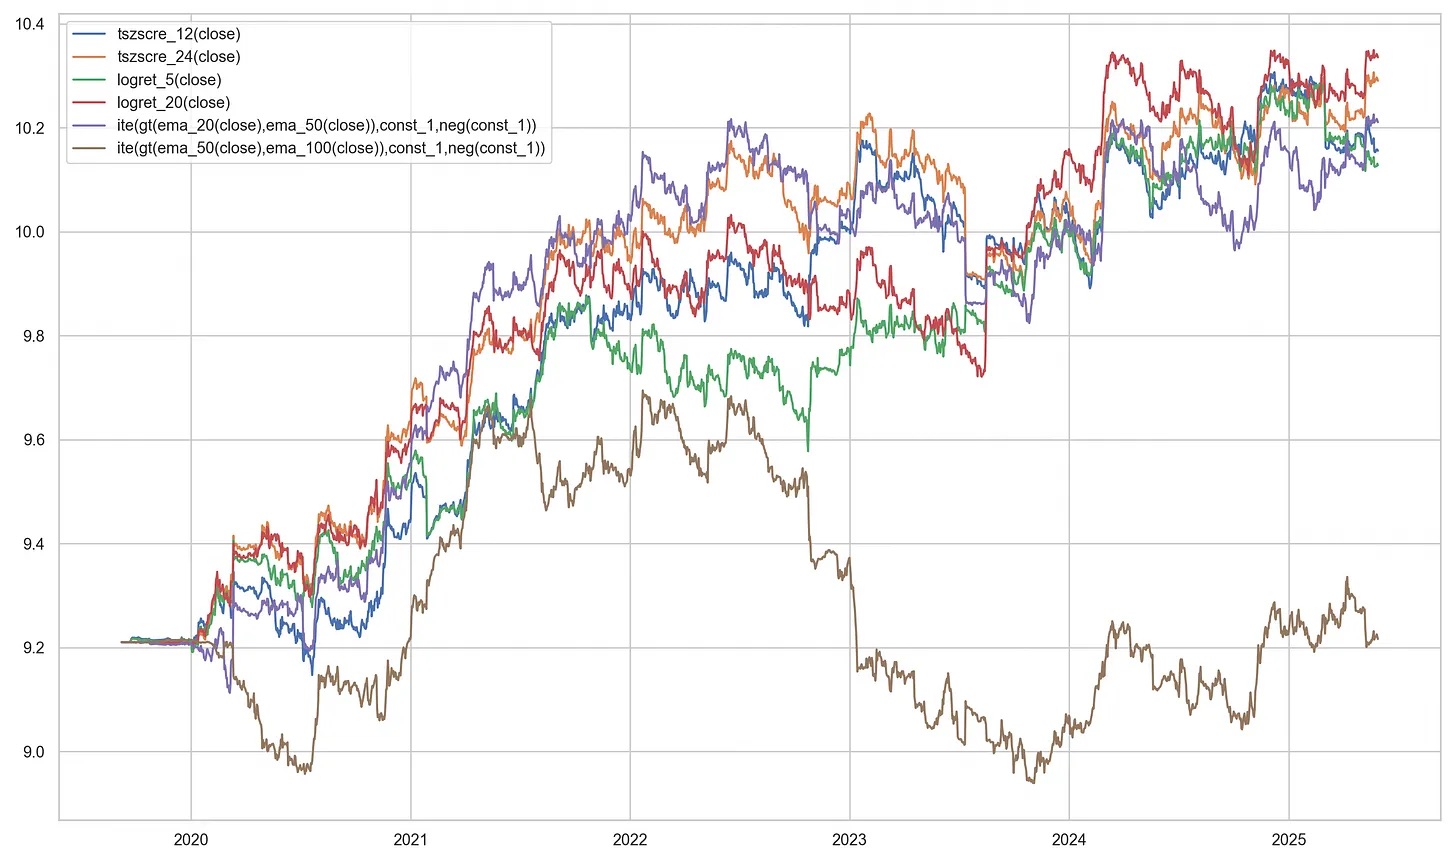 10.4
10.2
10.0
9.8
9.6
9.4
9.2
9.0
tszscre_12(close)
tszscre_24(close)
logret_5(close)
logret_20(close)
ite(gt(ema_20(close),ema_50(close)),const_1,neg(const_1))
ite(gt(ema_50(close),ema_100(close)),const_1,neg(const_1))
2020 2021 2022 2023 2024 2025